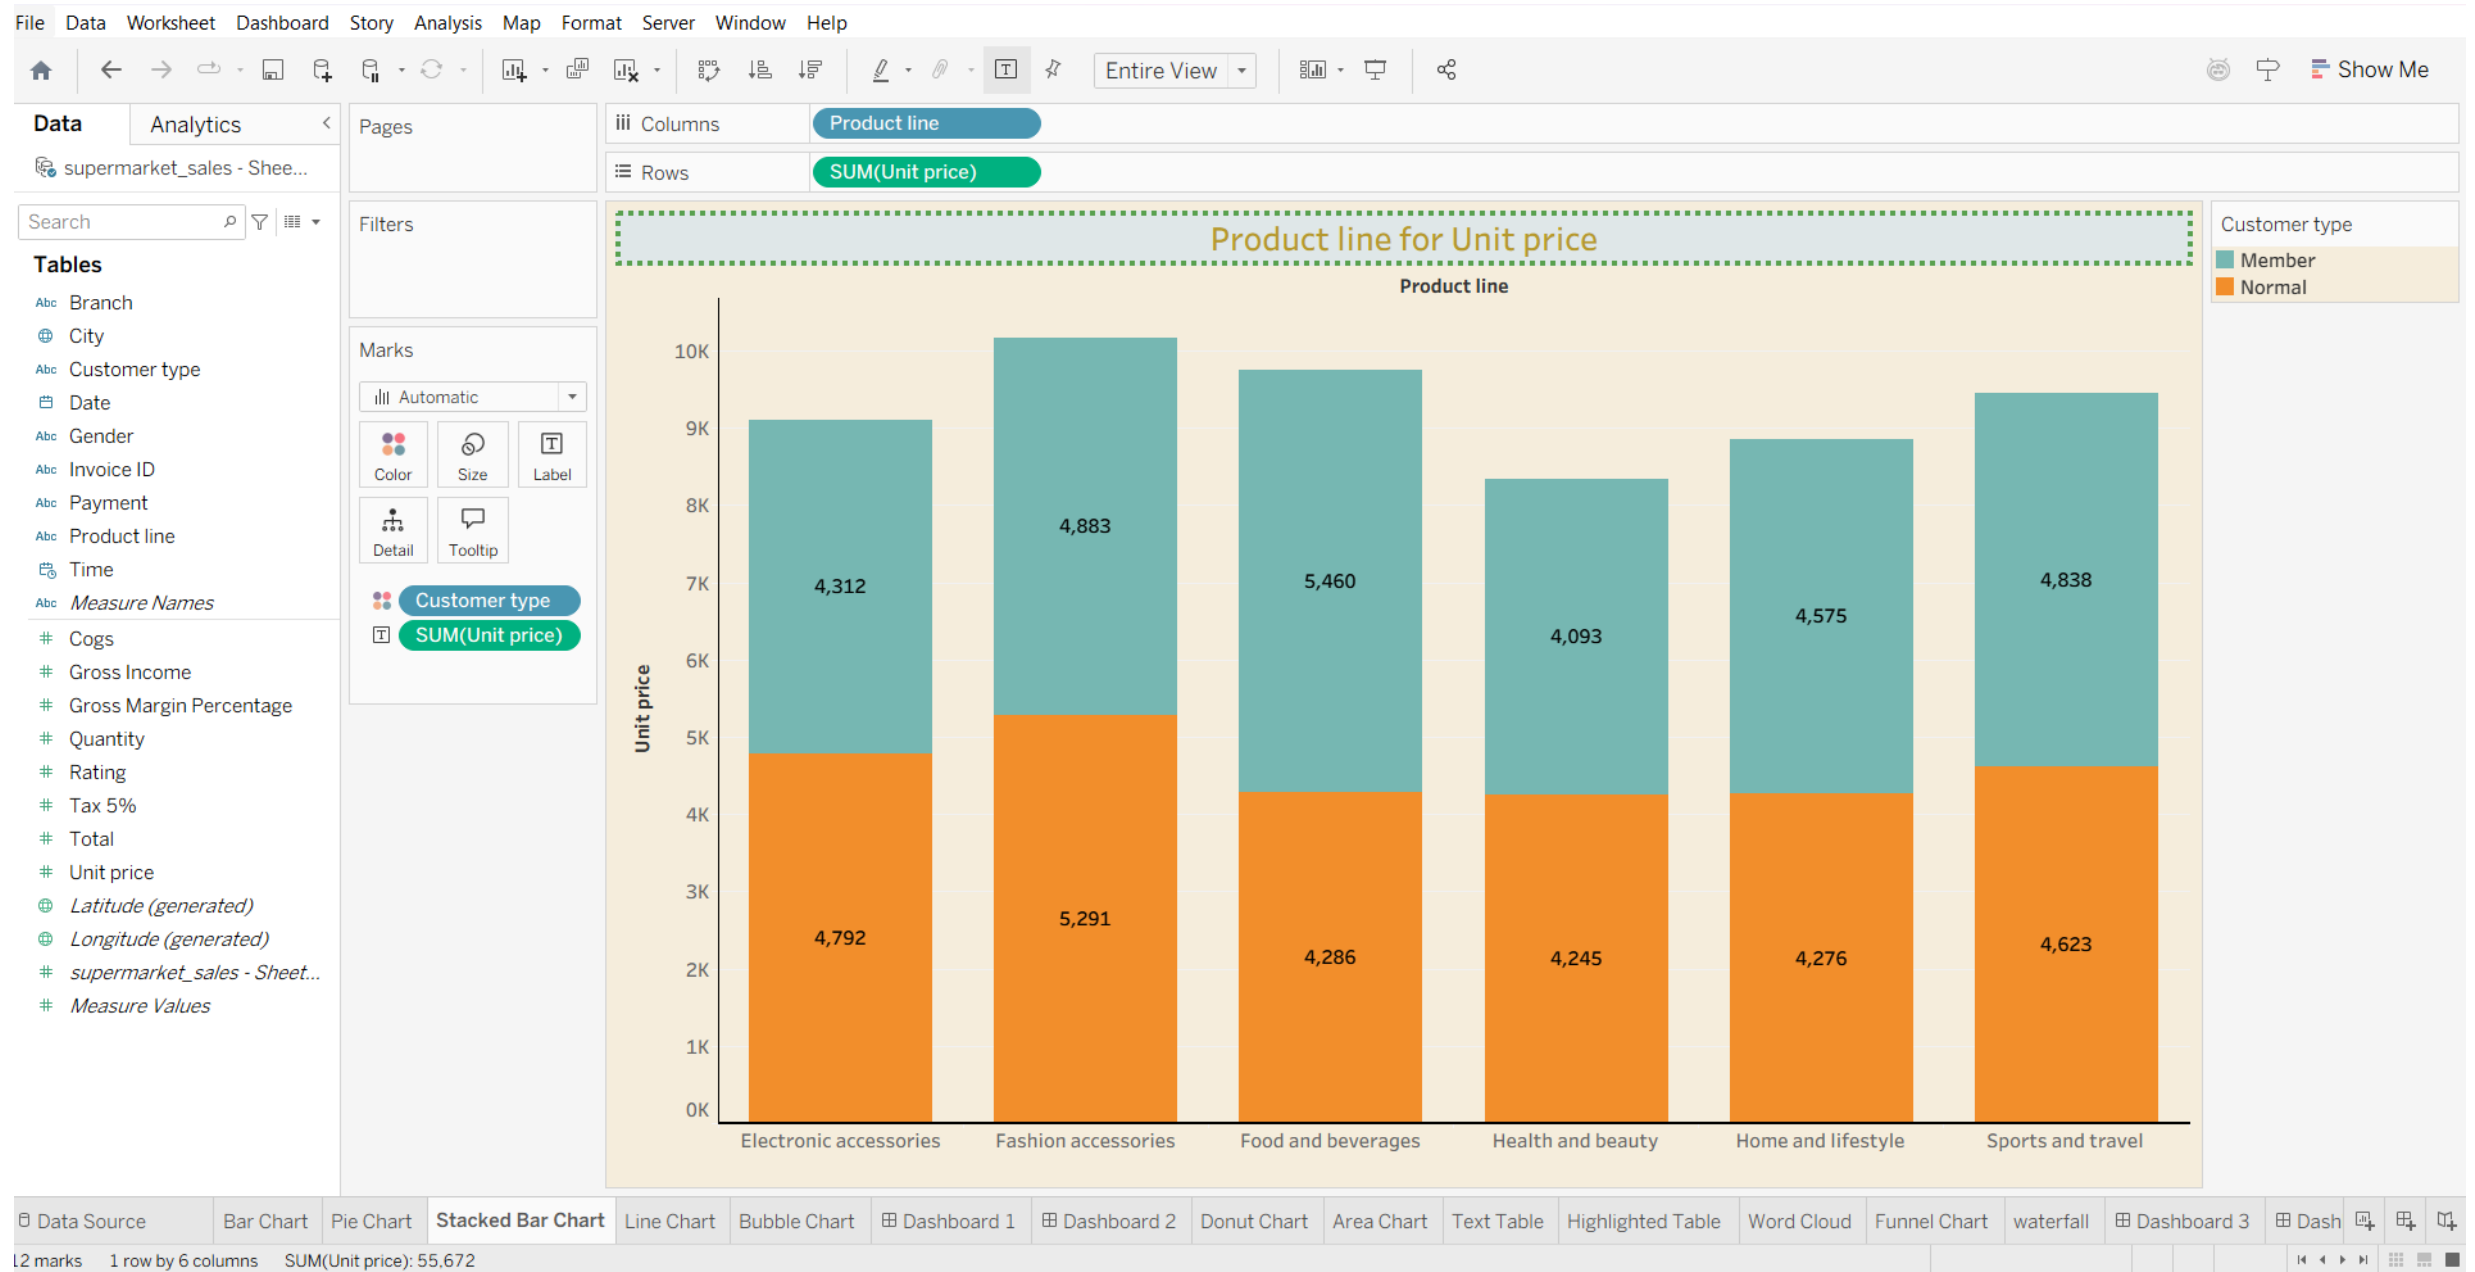 File Data Worksheet Dashboard Story Analysis Map Format Server Window Help
Entire View
Show Me
Data Analytics
supermarket_sales - Shee...
Search
Tables
Abc Branch
City
Abc Customer type
Date
Abc Gender
Abc Invoice ID
Abc Payment
Abc Product line
Time
Abc Measure Names
# Cogs
# Gross Income
# Gross Margin Percentage
# Quantity
# Rating
# Tax 5%
# Total
# Unit price
Latitude (generated)
Longitude (generated)
# supermarket_sales - Sheet...
# Measure Values
Pages
Filters
Marks
Automatic
Color Size Label
Detail Tooltip
Customer type
SUM(Unit price)
Columns Product line
Rows SUM(Unit price)
Product line for Unit price
Product line
Unit price
10K
9K
8K
7K
6K
5K
4K
3K
2K
1K
0K
4,312 4,883 5,460 4,093 4,575 4,838
4,792 5,291 4,286 4,245 4,276 4,623
Electronic accessories Fashion accessories Food and beverages Health and beauty Home and lifestyle Sports and travel
Customer type
Member
Normal
Data Source Bar Chart Pie Chart Stacked Bar Chart Line Chart Bubble Chart Dashboard 1 Dashboard 2 Donut Chart Area Chart Text Table Highlighted Table Word Cloud Funnel Chart waterfall Dashboard 3 Dash
12 marks 1 row by 6 columns SUM(Unit price): 55,672